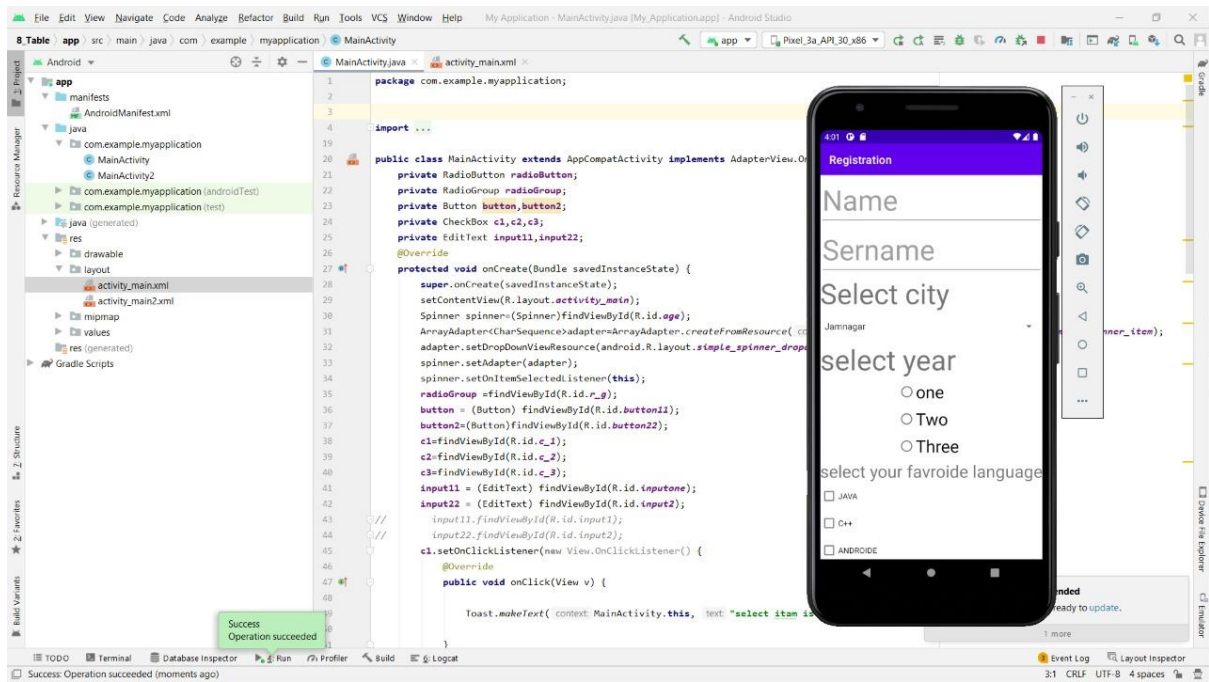 File Edit View Navigate Code Analyze Refactor Build Run Tools VCS Window Help My Application - MainActivity.java [My_Application.app] - Android Studio
8_Table app src main java com example myapplication MainActivity app Pixel_3a_API_30_x86
Android
MainActivity.java activity_main.xml
1: Project
Resource Manager
Z: Structure
2: Favorites
Build Variants
app
manifests
AndroidManifest.xml
java
com.example.myapplication
MainActivity
MainActivity2
com.example.myapplication (androidTest)
com.example.myapplication (test)
java (generated)
res
drawable
layout
activity_main.xml
activity_main2.xml
mipmap
values
res (generated)
Gradle Scripts
1 package com.example.myapplication;
2
3
4 import ...
19
20 public class MainActivity extends AppCompatActivity implements AdapterView.On
21 private RadioButton radioButton;
22 private RadioGroup radioGroup;
23 private Button button,button2;
24 private CheckBox c1,c2,c3;
25 private EditText input11,input22;
26 @Override
27 protected void onCreate(Bundle savedInstanceState) {
28 super.onCreate(savedInstanceState);
29 setContentView(R.layout.activity_main);
30 Spinner spinner=(Spinner)findViewById(R.id.age);
31 ArrayAdapter<CharSequence>adapter=ArrayAdapter.createFromResource( nner_item);
32 adapter.setDropDownViewResource(android.R.layout.simple_spinner_dropd
33 spinner.setAdapter(adapter);
34 spinner.setOnItemSelectedListener(this);
35 radioGroup =findViewById(R.id.r_g);
36 button = (Button) findViewById(R.id.button11);
37 button2=(Button)findViewById(R.id.button22);
38 c1=findViewById(R.id.c_1);
39 c2=findViewById(R.id.c_2);
40 c3=findViewById(R.id.c_3);
41 input11 = (EditText) findViewById(R.id.inputone);
42 input22 = (EditText) findViewById(R.id.input2);
43 // input11.findViewById(R.id.input1);
44 // input22.findViewById(R.id.input2);
45 c1.setOnClickListener(new View.OnClickListener() {
46 @Override
47 public void onClick(View v) {
48
Toast.makeText( context: MainActivity.this, text: "select itam is
}
4:01
Registration
Name
Sername
Select city
Jamnagar
select year
one
Two
Three
select your favroide language
JAVA
C++
ANDROIDE
Gradle
Device File Explorer
Emulator
ended
ready to update.
1 more
Success
Operation succeeded
TODO Terminal Database Inspector 4: Run Profiler Build 6: Logcat Event Log Layout Inspector
Success: Operation succeeded (moments ago) 3:1 CRLF UTF-8 4 spaces